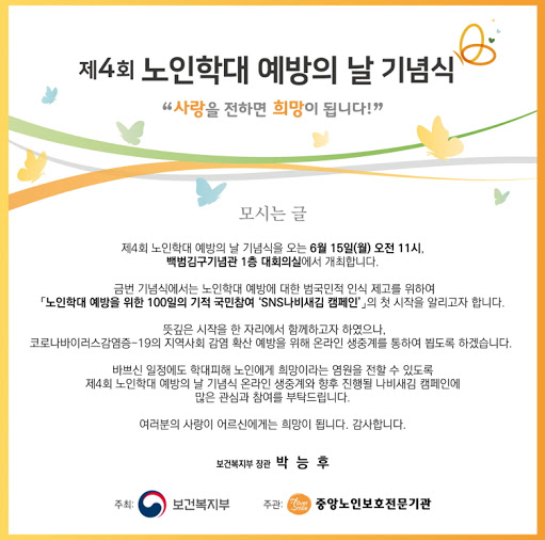 제4회 노인학대 예방의 날 기념식
“사랑을 전하면 희망이 됩니다!”
모시는 글
제4회 노인학대 예방의 날 기념식을 오는 6월 15일(월) 오전 11시,
백범김구기념관 1층 대회의실에서 개최합니다.
금번 기념식에서는 노인학대 예방에 대한 범국민적 인식 제고를 위하여
「노인학대 예방을 위한 100일의 기적 국민참여 ‘SNS나비새김 캠페인’」의 첫 시작을 알리고자 합니다.
뜻깊은 시작을 한 자리에서 함께하고자 하였으나,
코로나바이러스감염증-19의 지역사회 감염 확산 예방을 위해 온라인 생중계를 통하여 뵙도록 하겠습니다.
바쁘신 일정에도 학대피해 노인에게 희망이라는 염원을 전할 수 있도록
제4회 노인학대 예방의 날 기념식 온라인 생중계와 향후 진행될 나비새김 캠페인에
많은 관심과 참여를 부탁드립니다.
여러분의 사랑이 어르신에게는 희망이 됩니다. 감사합니다.
보건복지부 장관 박 능 후
주최: 보건복지부 주관: 중앙노인보호전문기관